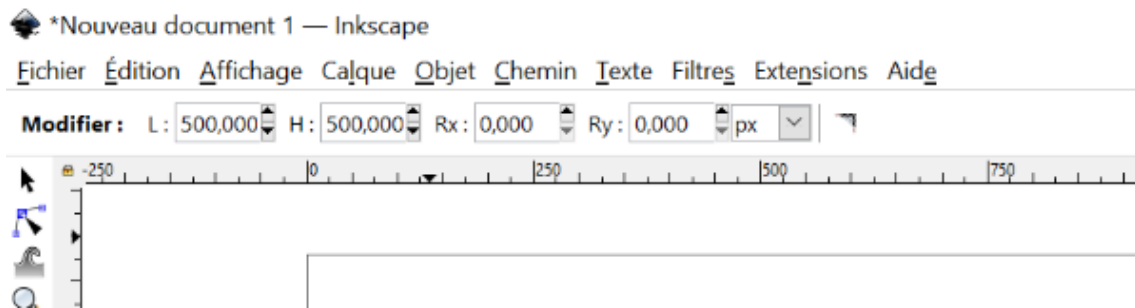 *Nouveau document 1 — Inkscape
Fichier Édition Affichage Calque Objet Chemin Texte Filtres Extensions Aide
Modifier : L : 500,000 H : 500,000 Rx : 0,000 Ry : 0,000 px
-250 0 250 500 750